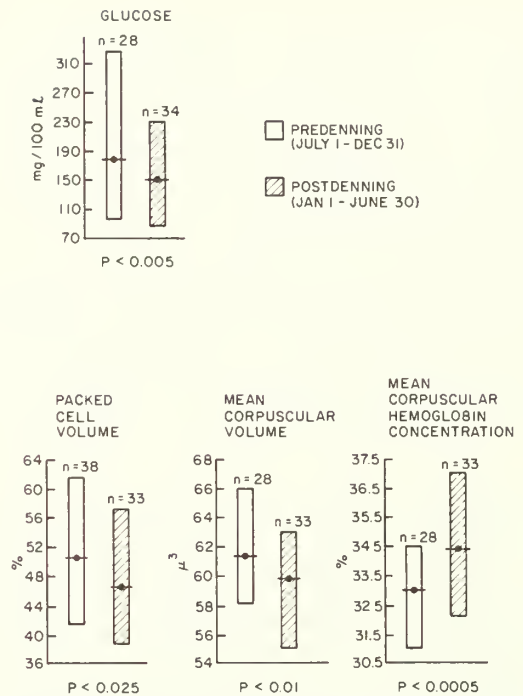 GLUCOSE
n=28
n=34
310
270
230
190
150
110
70
mg/100 ml
P < 0.005
PREDENNING
(JULY 1 - DEC 31)
POSTDENNING
(JAN 1 - JUNE 30)
PACKED
CELL
VOLUME
n=38
n=33
64
60
56
52
48
44
40
36
%
P < 0.025
MEAN
CORPUSCULAR
VOLUME
n=28
n=33
68
66
64
62
60
58
56
54
μ³
P < 0.01
MEAN
CORPUSCULAR
HEMOGLOBIN
CONCENTRATION
n=33
n=28
37.5
36.5
35.5
34.5
33.5
32.5
31.5
30.5
%
P < 0.0005